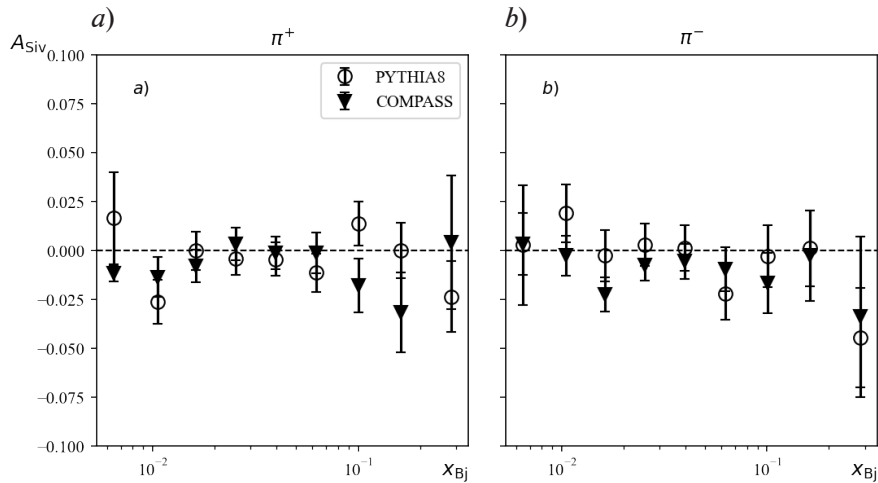 a)
b)
π⁺
π⁻
A_Siv
0.100
0.075
0.050
0.025
0.000
−0.025
−0.050
−0.075
−0.100
a)
PYTHIA8
COMPASS
b)
10⁻²
10⁻¹
x_Bj
10⁻²
10⁻¹
x_Bj